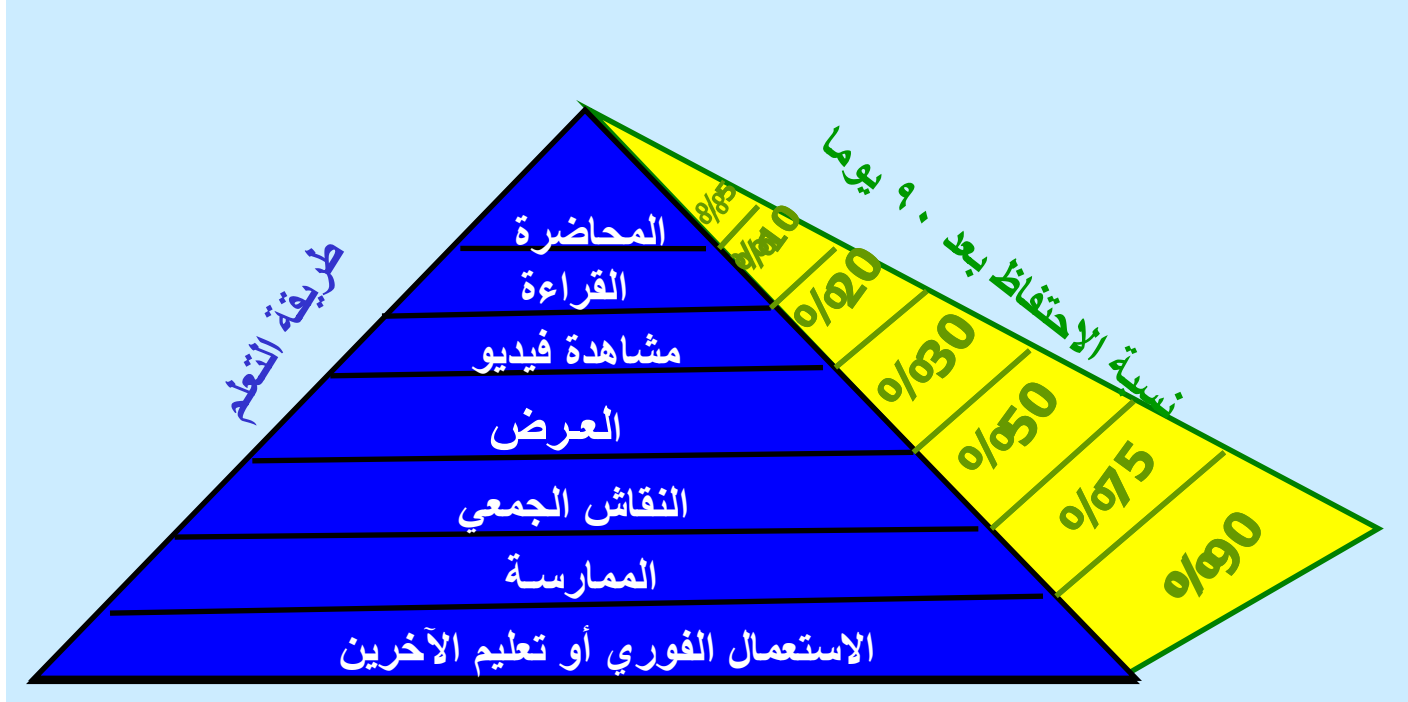 نسبة الاحتفاظ بعد ٩٠ يوما
طريقة التعلم
المحاضرة
القراءة
%10
مشاهدة فيديو
%20
العرض
%30
النقاش الجمعي
%50
الممارسة
%75
الاستعمال الفوري أو تعليم الآخرين
%90